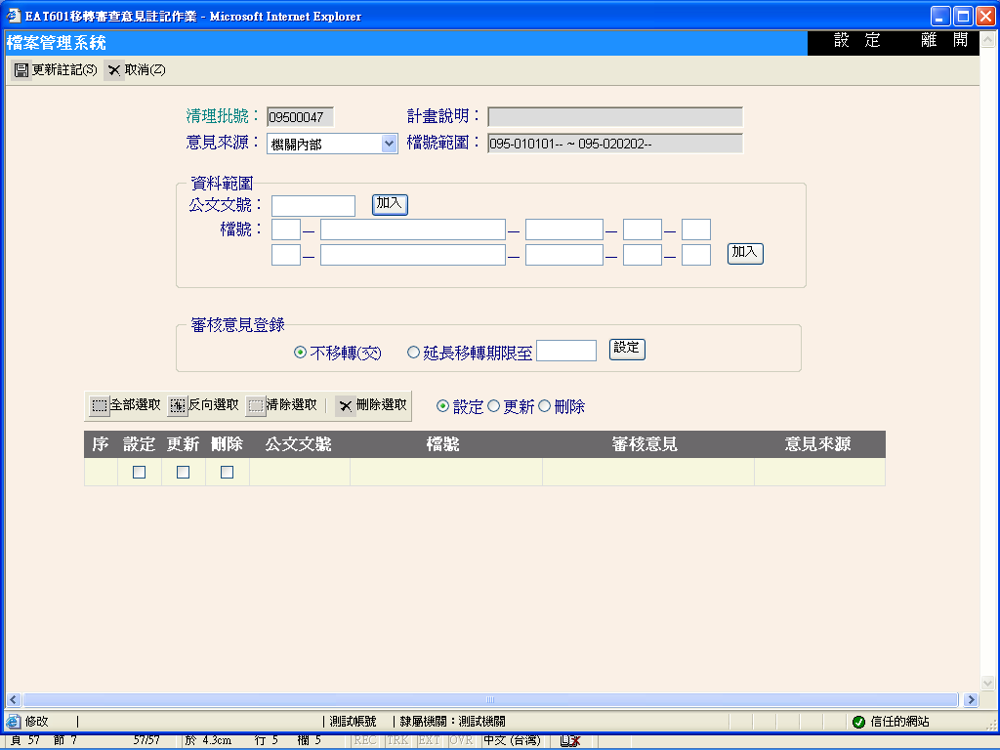 EAT601移轉審查意見註記作業 - Microsoft Internet Explorer
檔案管理系統 設 定 離 開
更新註記(S) 取消(Z)
清理批號： 09500047 計畫說明：
意見來源： 機關內部 檔號範圍： 095-010101-- ~ 095-020202--
資料範圍
公文文號： 加入
檔號： — — — —
— — — — 加入
審核意見登錄
不移轉(交) 延長移轉期限至 設定
全部選取 反向選取 清除選取 刪除選取 設定 更新 刪除
序 設定 更新 刪除 公文文號 檔號 審核意見 意見來源
修改 測試帳號 隸屬機關：測試機關 信任的網站
頁 57 節 7 57/57 於 4.3cm 行 5 欄 5 REC TRK EXT OVR 中文 (台灣)